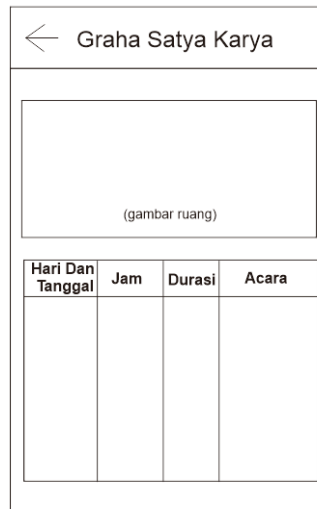 Graha Satya Karya
(gambar ruang)
Hari Dan
Tanggal
Jam
Durasi
Acara